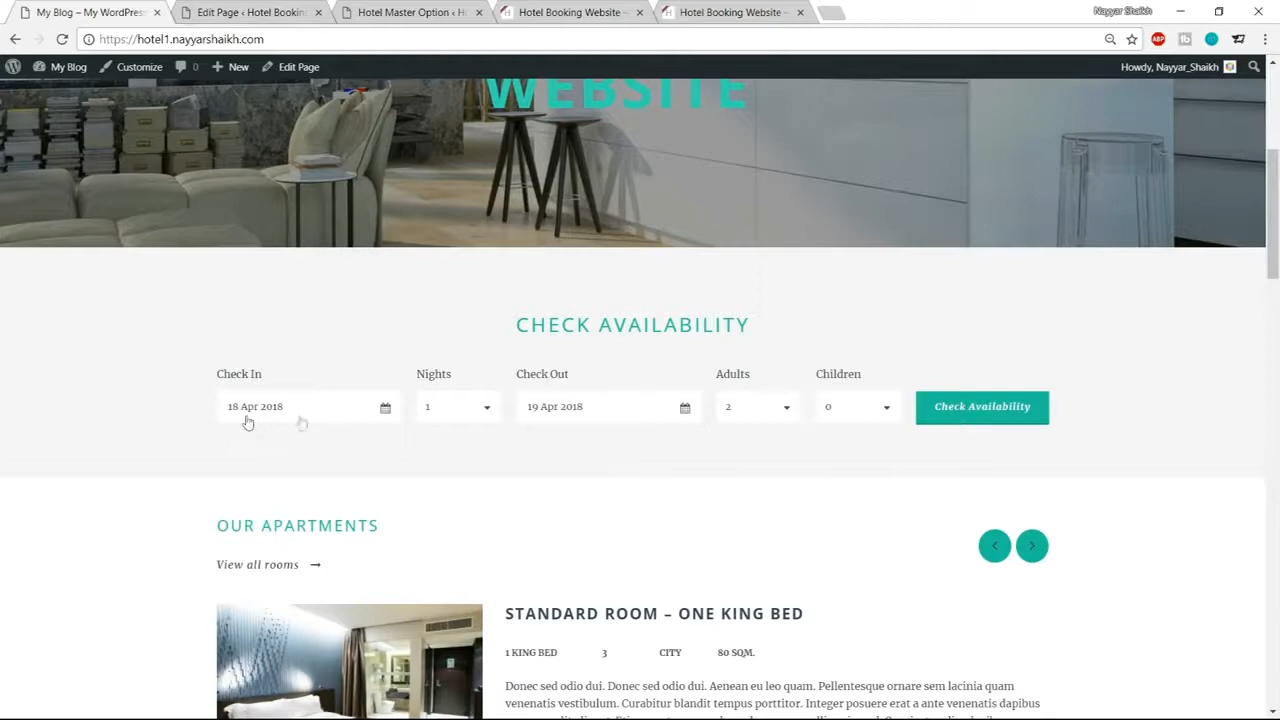 My Blog – My WordPress
Edit Page ‹ Hotel Bookin
Hotel Master Option ‹ H
Hotel Booking Website –
Hotel Booking Website –
Nayyar Shaikh
https://hotel1.nayyarshaikh.com
My Blog
Customize
0
New
Edit Page
Howdy, Nayyar_Shaikh
WEBSITE
CHECK AVAILABILITY
Check In
Nights
Check Out
Adults
Children
18 Apr 2018
1
19 Apr 2018
2
0
Check Availability
OUR APARTMENTS
View all rooms
STANDARD ROOM – ONE KING BED
1 KING BED 3 CITY 80 SQM.
Donec sed odio dui. Donec sed odio dui. Aenean eu leo quam. Pellentesque ornare sem lacinia quam
venenatis vestibulum. Curabitur blandit tempus porttitor. Integer posuere erat a ante venenatis dapibus